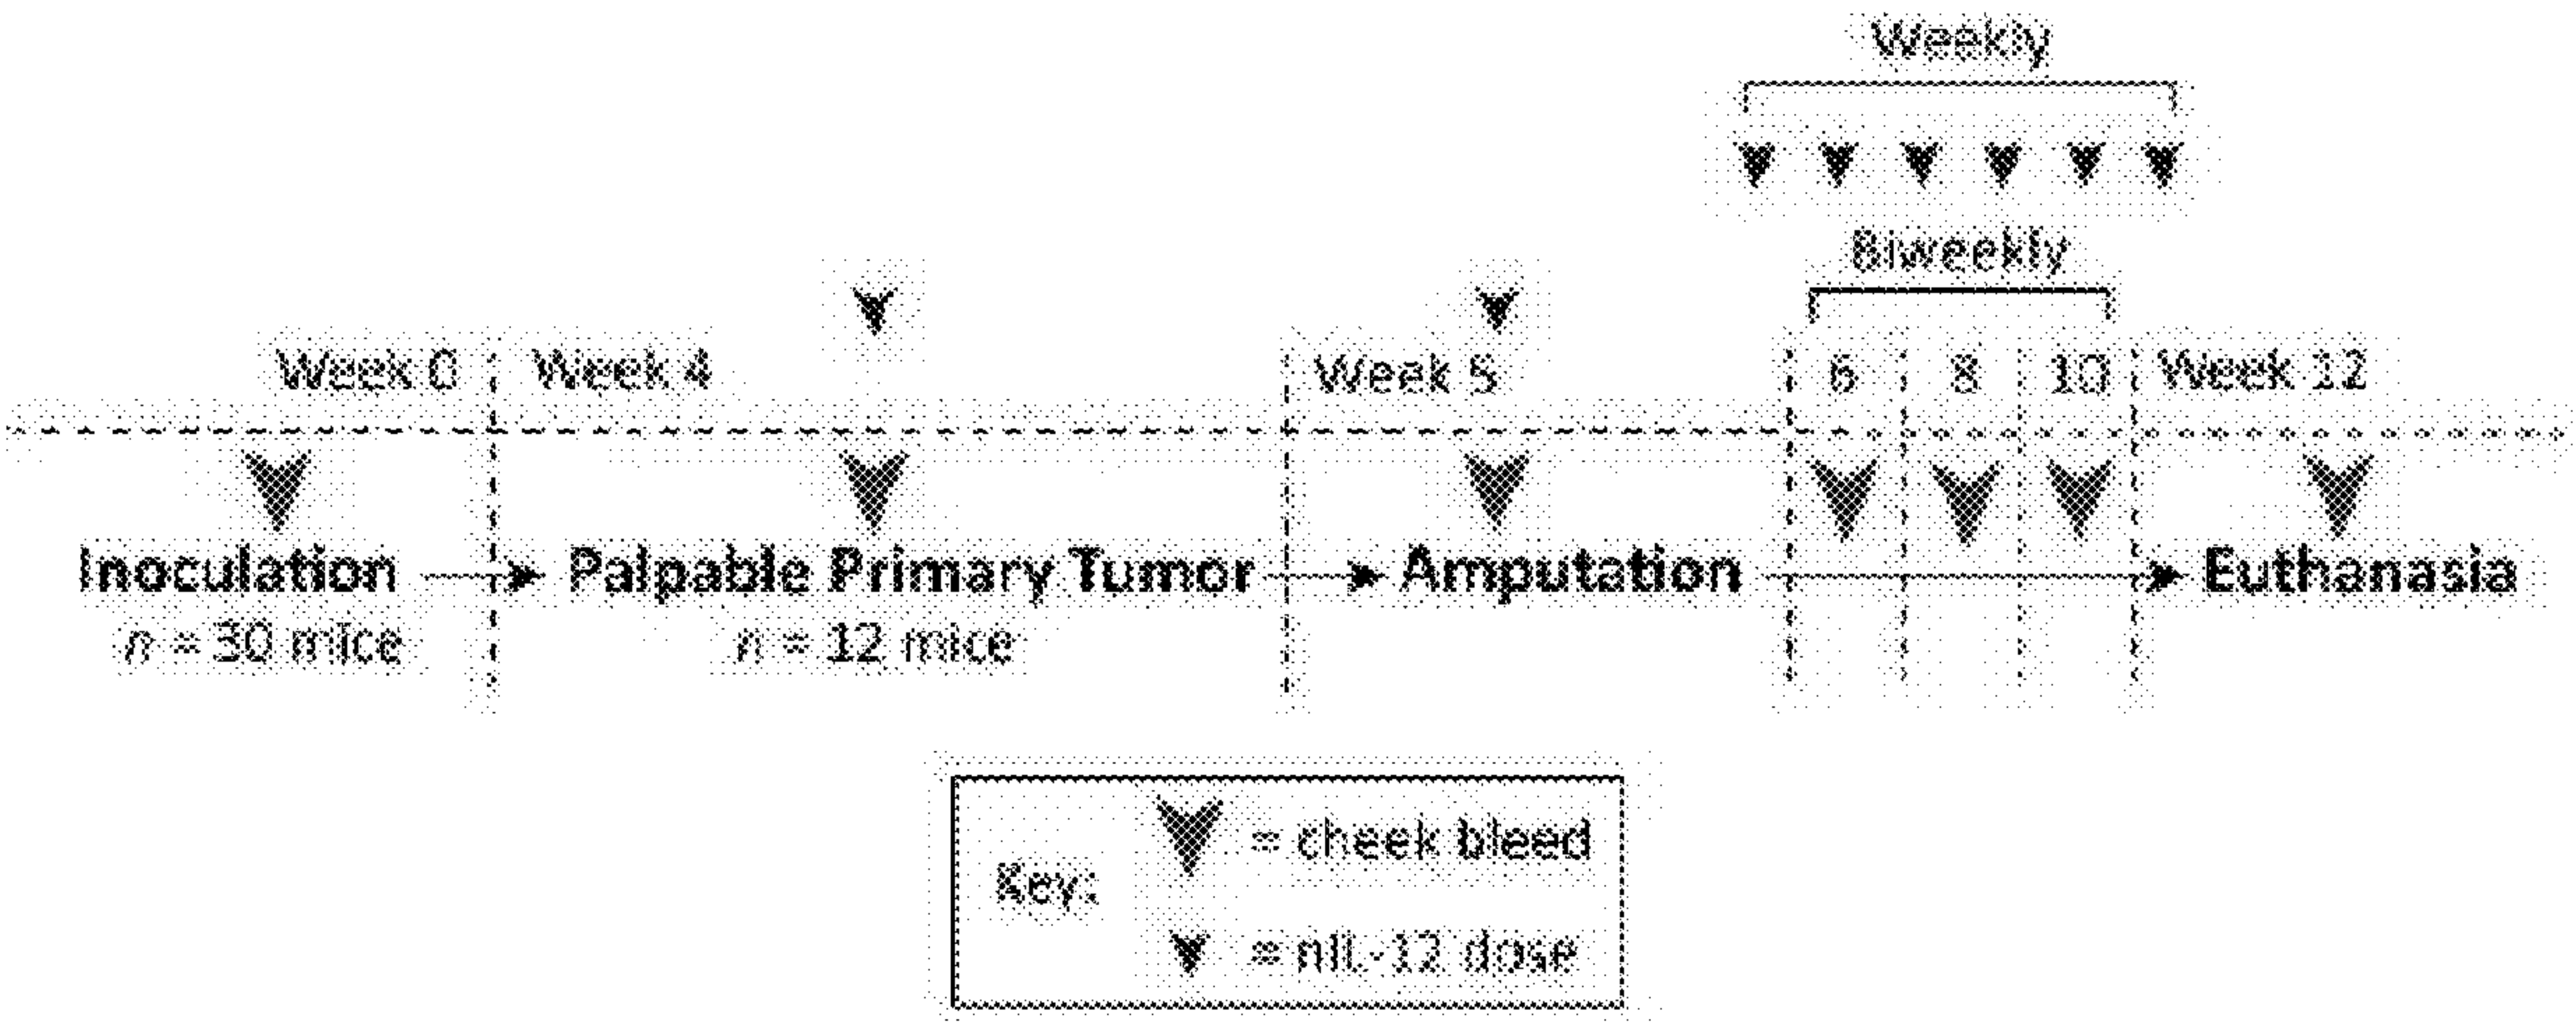 Weekly
Biweekly
Week 0
Week 4
Week 5
6
8
10
Week 12
Inoculation
Palpable Primary Tumor
Amputation
Euthanasia
n = 30 mice
n = 12 mice
= cheek bleed
Key:
= nIL-12 dose